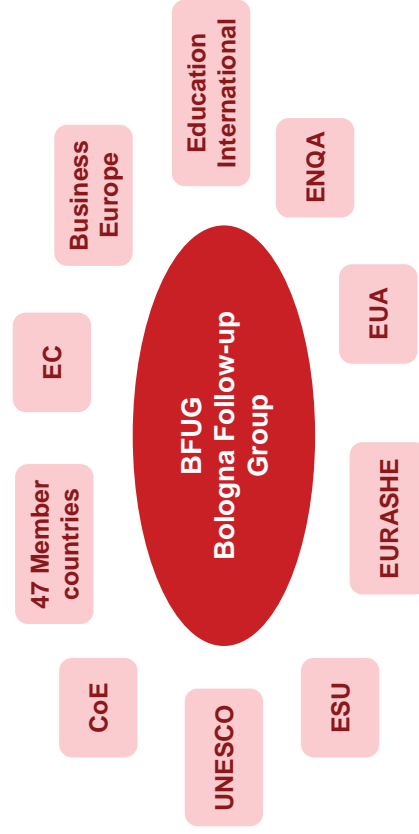 47 Member
countries
EC
Business
Europe
CoE
Education
International
BFUG
Bologna Follow-up
Group
UNESCO
ENQA
ESU
EURASHE
EUA